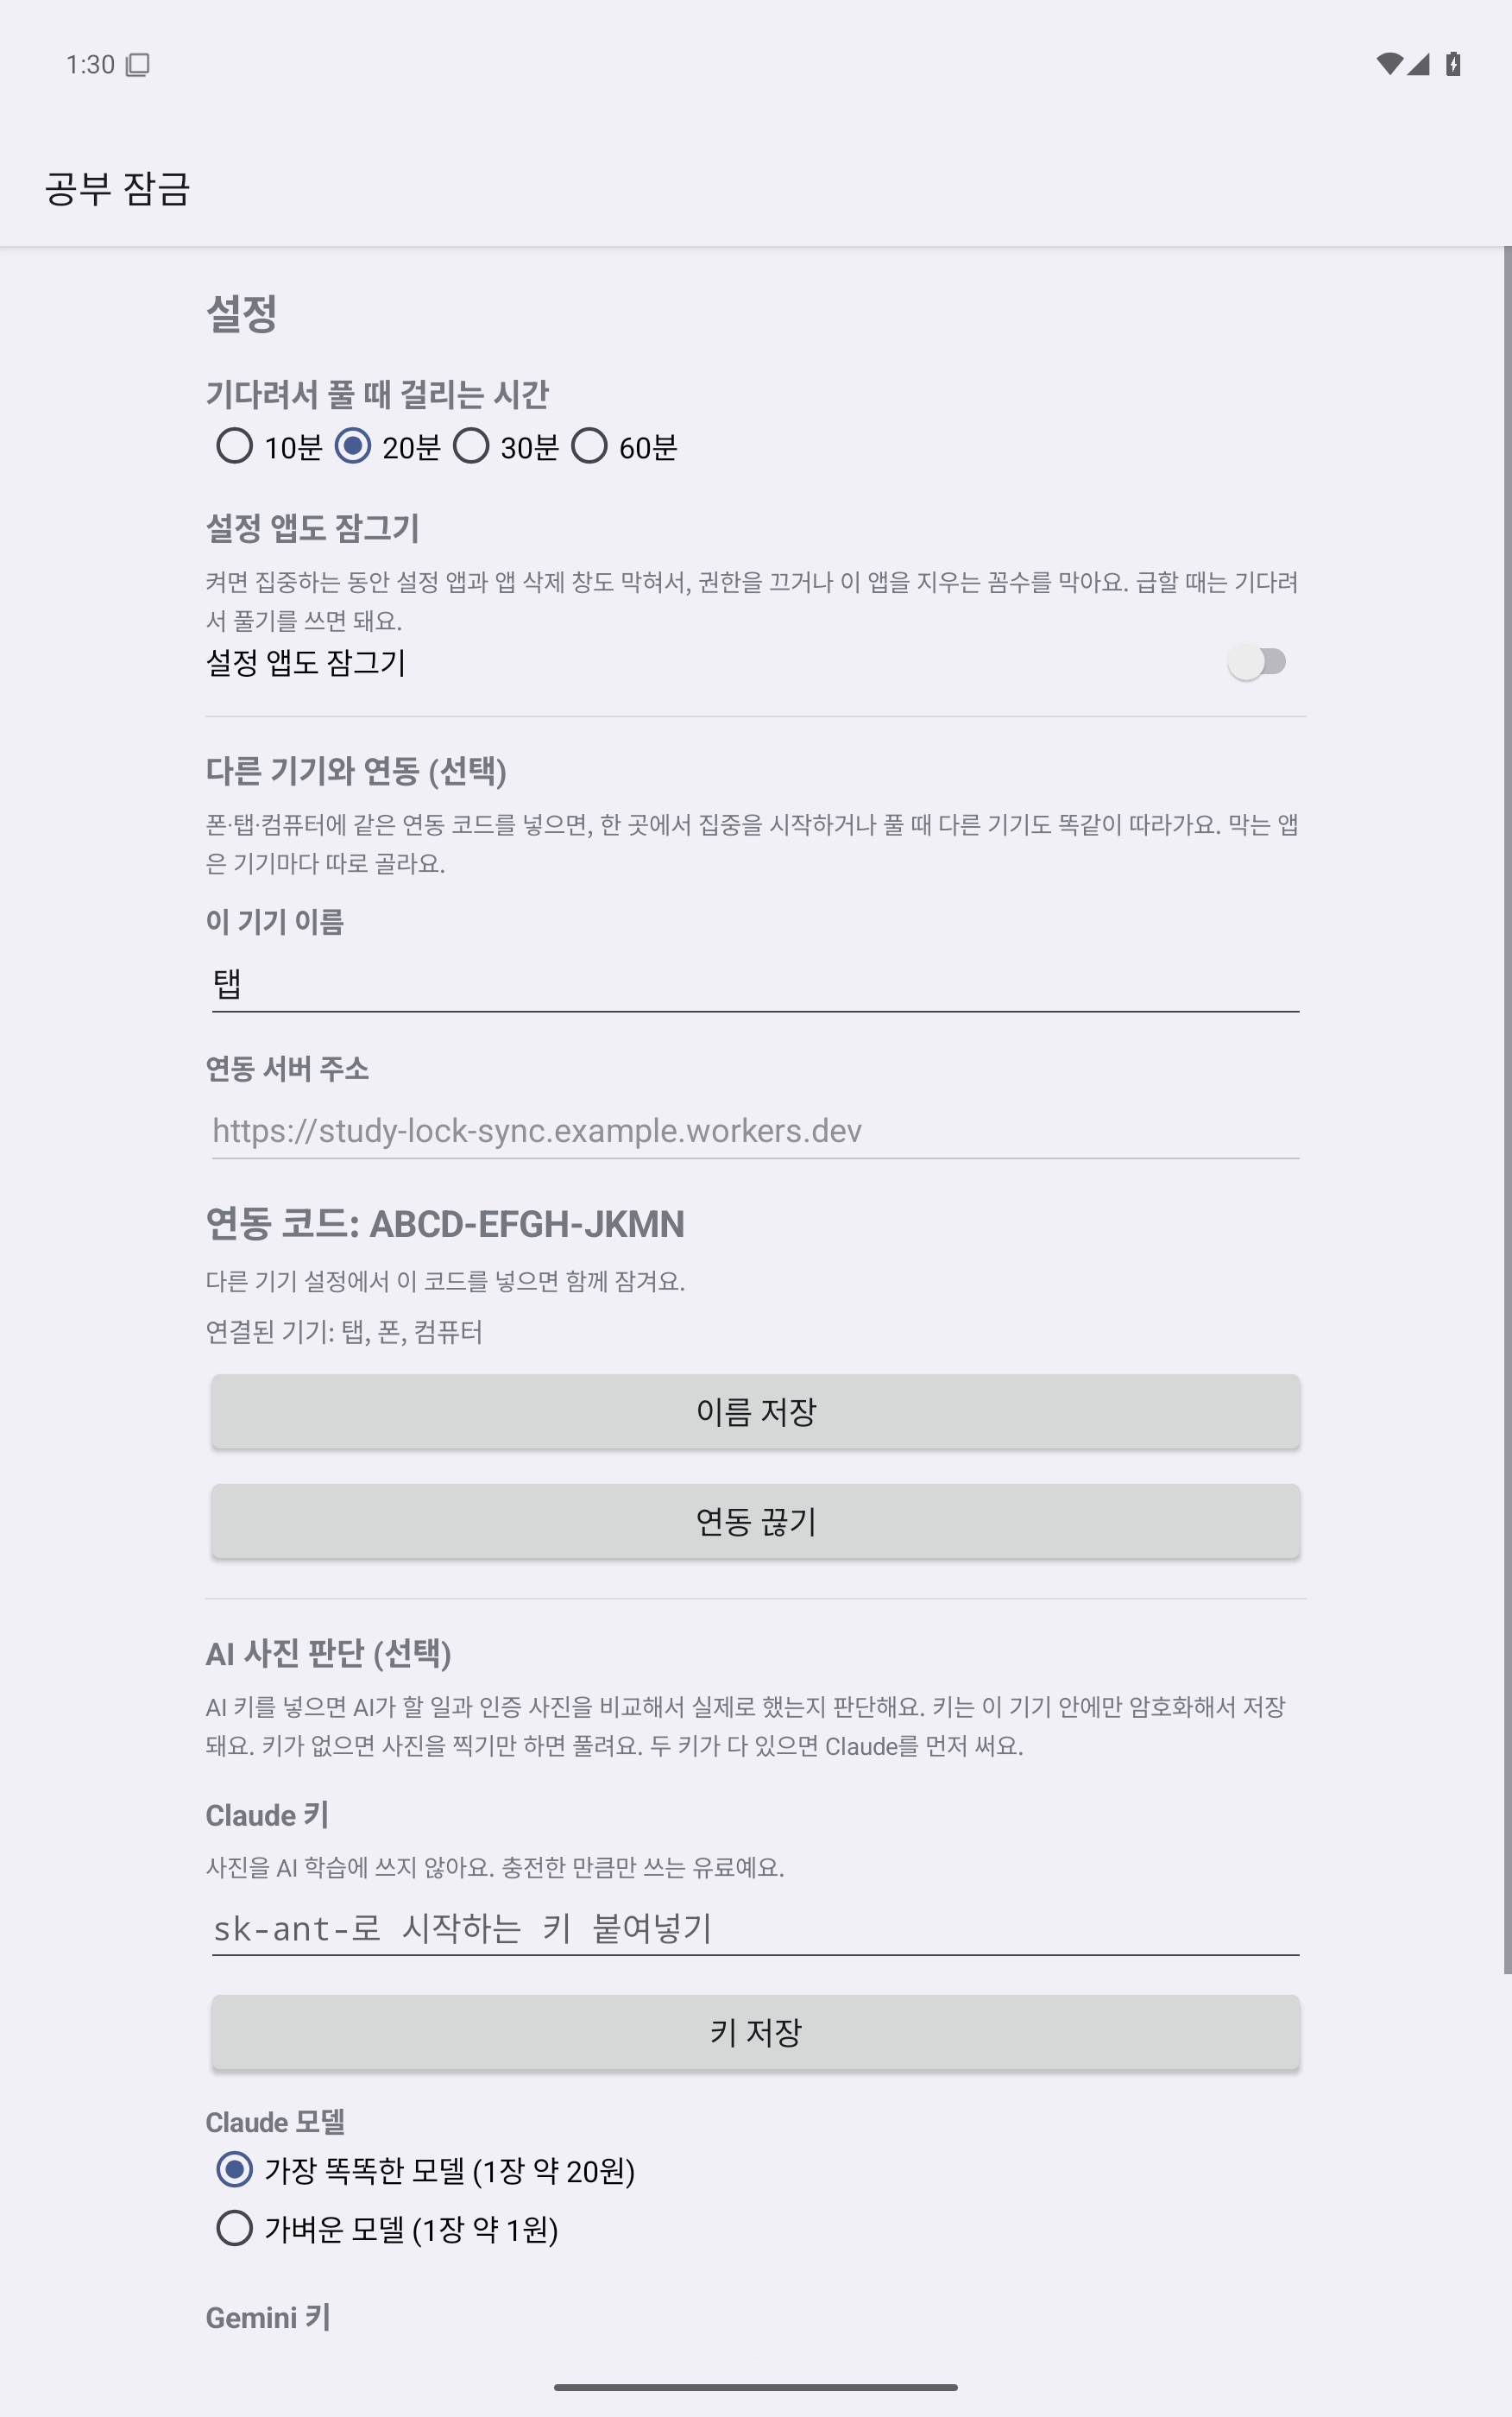 1:30
공부 잠금
설정
기다려서 풀 때 걸리는 시간
10분 20분 30분 60분
설정 앱도 잠그기
켜면 집중하는 동안 설정 앱과 앱 삭제 창도 막혀서, 권한을 끄거나 이 앱을 지우는 꼼수를 막아요. 급할 때는 기다려
서 풀기를 쓰면 돼요.
설정 앱도 잠그기
다른 기기와 연동 (선택)
폰·탭·컴퓨터에 같은 연동 코드를 넣으면, 한 곳에서 집중을 시작하거나 풀 때 다른 기기도 똑같이 따라가요. 막는 앱
은 기기마다 따로 골라요.
이 기기 이름
탭
연동 서버 주소
https://study-lock-sync.example.workers.dev
연동 코드: ABCD-EFGH-JKMN
다른 기기 설정에서 이 코드를 넣으면 함께 잠겨요.
연결된 기기: 탭, 폰, 컴퓨터
이름 저장
연동 끊기
AI 사진 판단 (선택)
AI 키를 넣으면 AI가 할 일과 인증 사진을 비교해서 실제로 했는지 판단해요. 키는 이 기기 안에만 암호화해서 저장
돼요. 키가 없으면 사진을 찍기만 하면 풀려요. 두 키가 다 있으면 Claude를 먼저 써요.
Claude 키
사진을 AI 학습에 쓰지 않아요. 충전한 만큼만 쓰는 유료예요.
sk-ant-로 시작하는 키 붙여넣기
키 저장
Claude 모델
가장 똑똑한 모델 (1장 약 20원)
가벼운 모델 (1장 약 1원)
Gemini 키